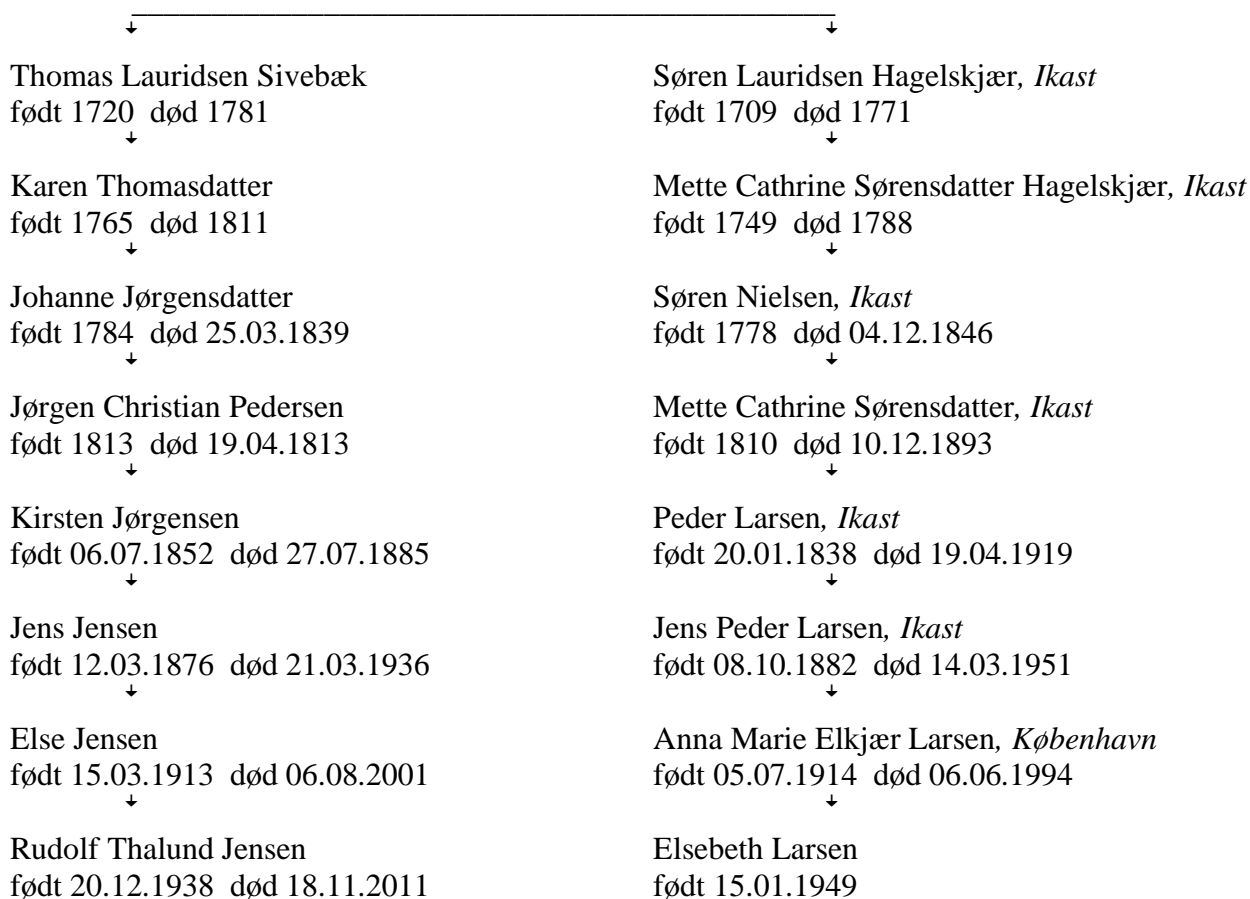 Thomas Lauridsen Sivebæk
født 1720 død 1781
Karen Thomasdatter
født 1765 død 1811
Johanne Jørgensdatter
født 1784 død 25.03.1839
Jørgen Christian Pedersen
født 1813 død 19.04.1813
Kirsten Jørgensen
født 06.07.1852 død 27.07.1885
Jens Jensen
født 12.03.1876 død 21.03.1936
Else Jensen
født 15.03.1913 død 06.08.2001
Rudolf Thalund Jensen
født 20.12.1938 død 18.11.2011
Søren Lauridsen Hagelskjær, Ikast
født 1709 død 1771
Mette Cathrine Sørensdatter Hagelskjær, Ikast
født 1749 død 1788
Søren Nielsen, Ikast
født 1778 død 04.12.1846
Mette Cathrine Sørensdatter, Ikast
født 1810 død 10.12.1893
Peder Larsen, Ikast
født 20.01.1838 død 19.04.1919
Jens Peder Larsen, Ikast
født 08.10.1882 død 14.03.1951
Anna Marie Elkjær Larsen, København
født 05.07.1914 død 06.06.1994
Elsebeth Larsen
født 15.01.1949